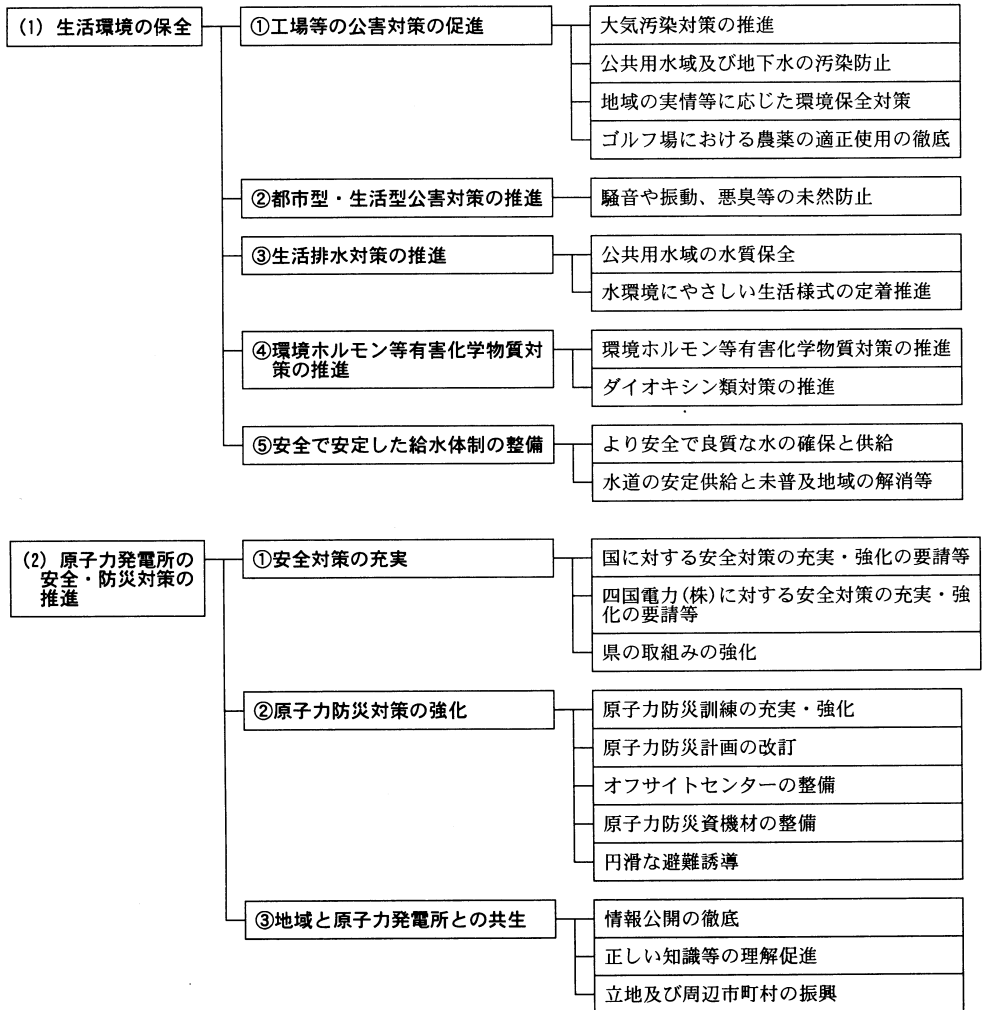 (1) 生活環境の保全
①工場等の公害対策の促進
大気汚染対策の推進
公共用水域及び地下水の汚染防止
地域の実情等に応じた環境保全対策
ゴルフ場における農薬の適正使用の徹底
②都市型・生活型公害対策の推進
騒音や振動、悪臭等の未然防止
③生活排水対策の推進
公共用水域の水質保全
水環境にやさしい生活様式の定着推進
④環境ホルモン等有害化学物質対
策の推進
環境ホルモン等有害化学物質対策の推進
ダイオキシン類対策の推進
⑤安全で安定した給水体制の整備
より安全で良質な水の確保と供給
水道の安定供給と未普及地域の解消等
(2) 原子力発電所の
安全・防災対策の
推進
①安全対策の充実
国に対する安全対策の充実・強化の要請等
四国電力(株)に対する安全対策の充実・強
化の要請等
県の取組みの強化
②原子力防災対策の強化
原子力防災訓練の充実・強化
原子力防災計画の改訂
オフサイトセンターの整備
原子力防災資機材の整備
円滑な避難誘導
③地域と原子力発電所との共生
情報公開の徹底
正しい知識等の理解促進
立地及び周辺市町村の振興